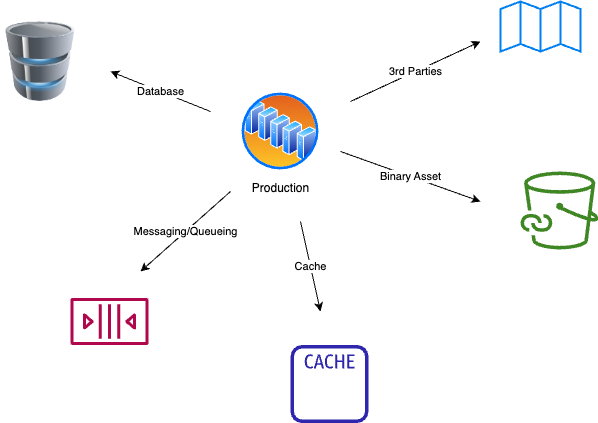 3rd Parties
Database
Binary Asset
Production
Messaging/Queueing
Cache
CACHE